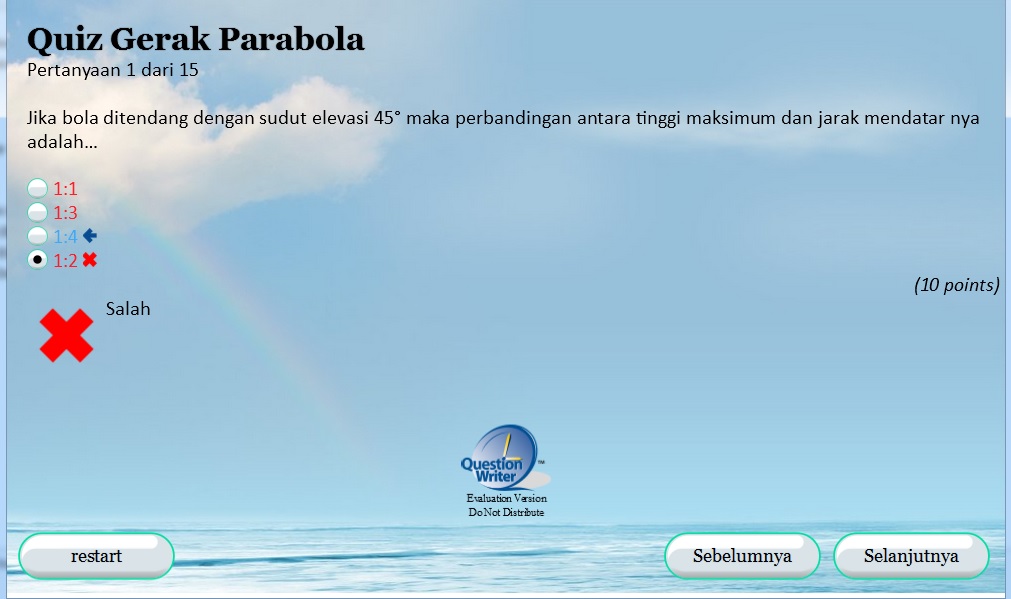 Quiz Gerak Parabola
Pertanyaan 1 dari 15
Jika bola ditendang dengan sudut elevasi 45° maka perbandingan antara tinggi maksimum dan jarak mendatar nya
adalah...
1:1
1:3
1:4
1:2
(10 points)
Salah
Question
Writer ™
Evaluation Version
Do Not Distribute
restart
Sebelumnya
Selanjutnya